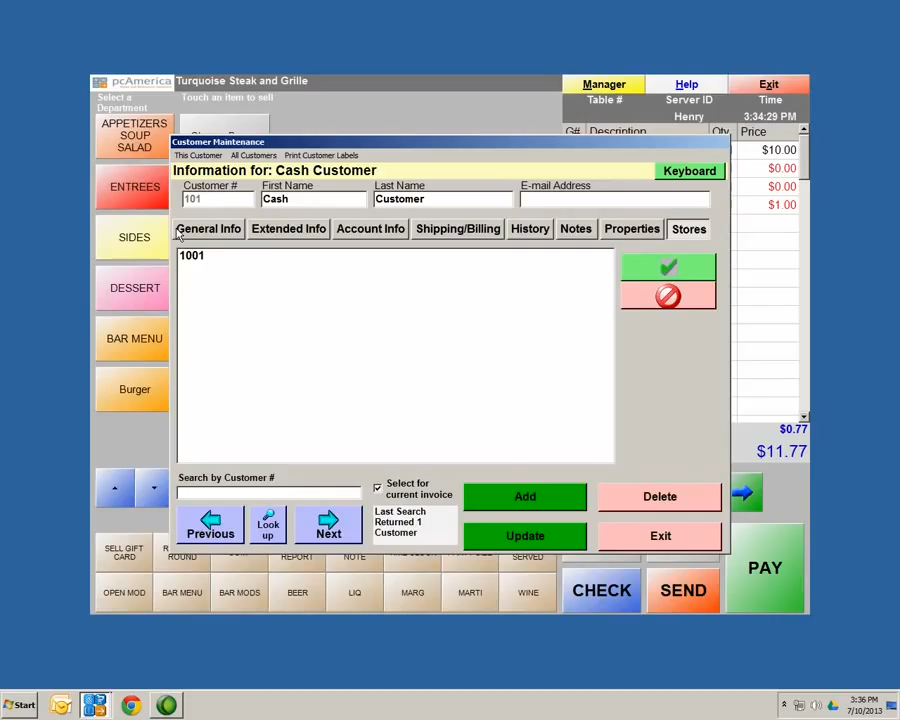 pcAmerica
Turquoise Steak and Grille
Manager
Help
Exit
Select a
Department
Touch an item to sell
Table #
Server ID
Time
Henry
3:34:29 PM
APPETIZERS
SOUP
SALAD
ENTREES
SIDES
DESSERT
BAR MENU
Burger
G# Description Qty Price
$10.00
$0.00
$0.00
$1.00
$0.77
$11.77
Customer Maintenance
This Customer All Customers Print Customer Labels
Information for: Cash Customer
Keyboard
Customer # First Name Last Name E-mail Address
101 Cash Customer
General Info Extended Info Account Info Shipping/Billing History Notes Properties Stores
1001
Search by Customer #
Select for
current invoice
Add
Delete
Previous
Look
up
Next
Last Search
Returned 1
Customer
Update
Exit
SELL GIFT
CARD
ROUND
REPORT
NOTE
SERVED
OPEN MOD
BAR MENU
BAR MODS
BEER
LIQ
MARG
MARTI
WINE
CHECK
SEND
PAY
Start
3:36 PM
7/10/2013